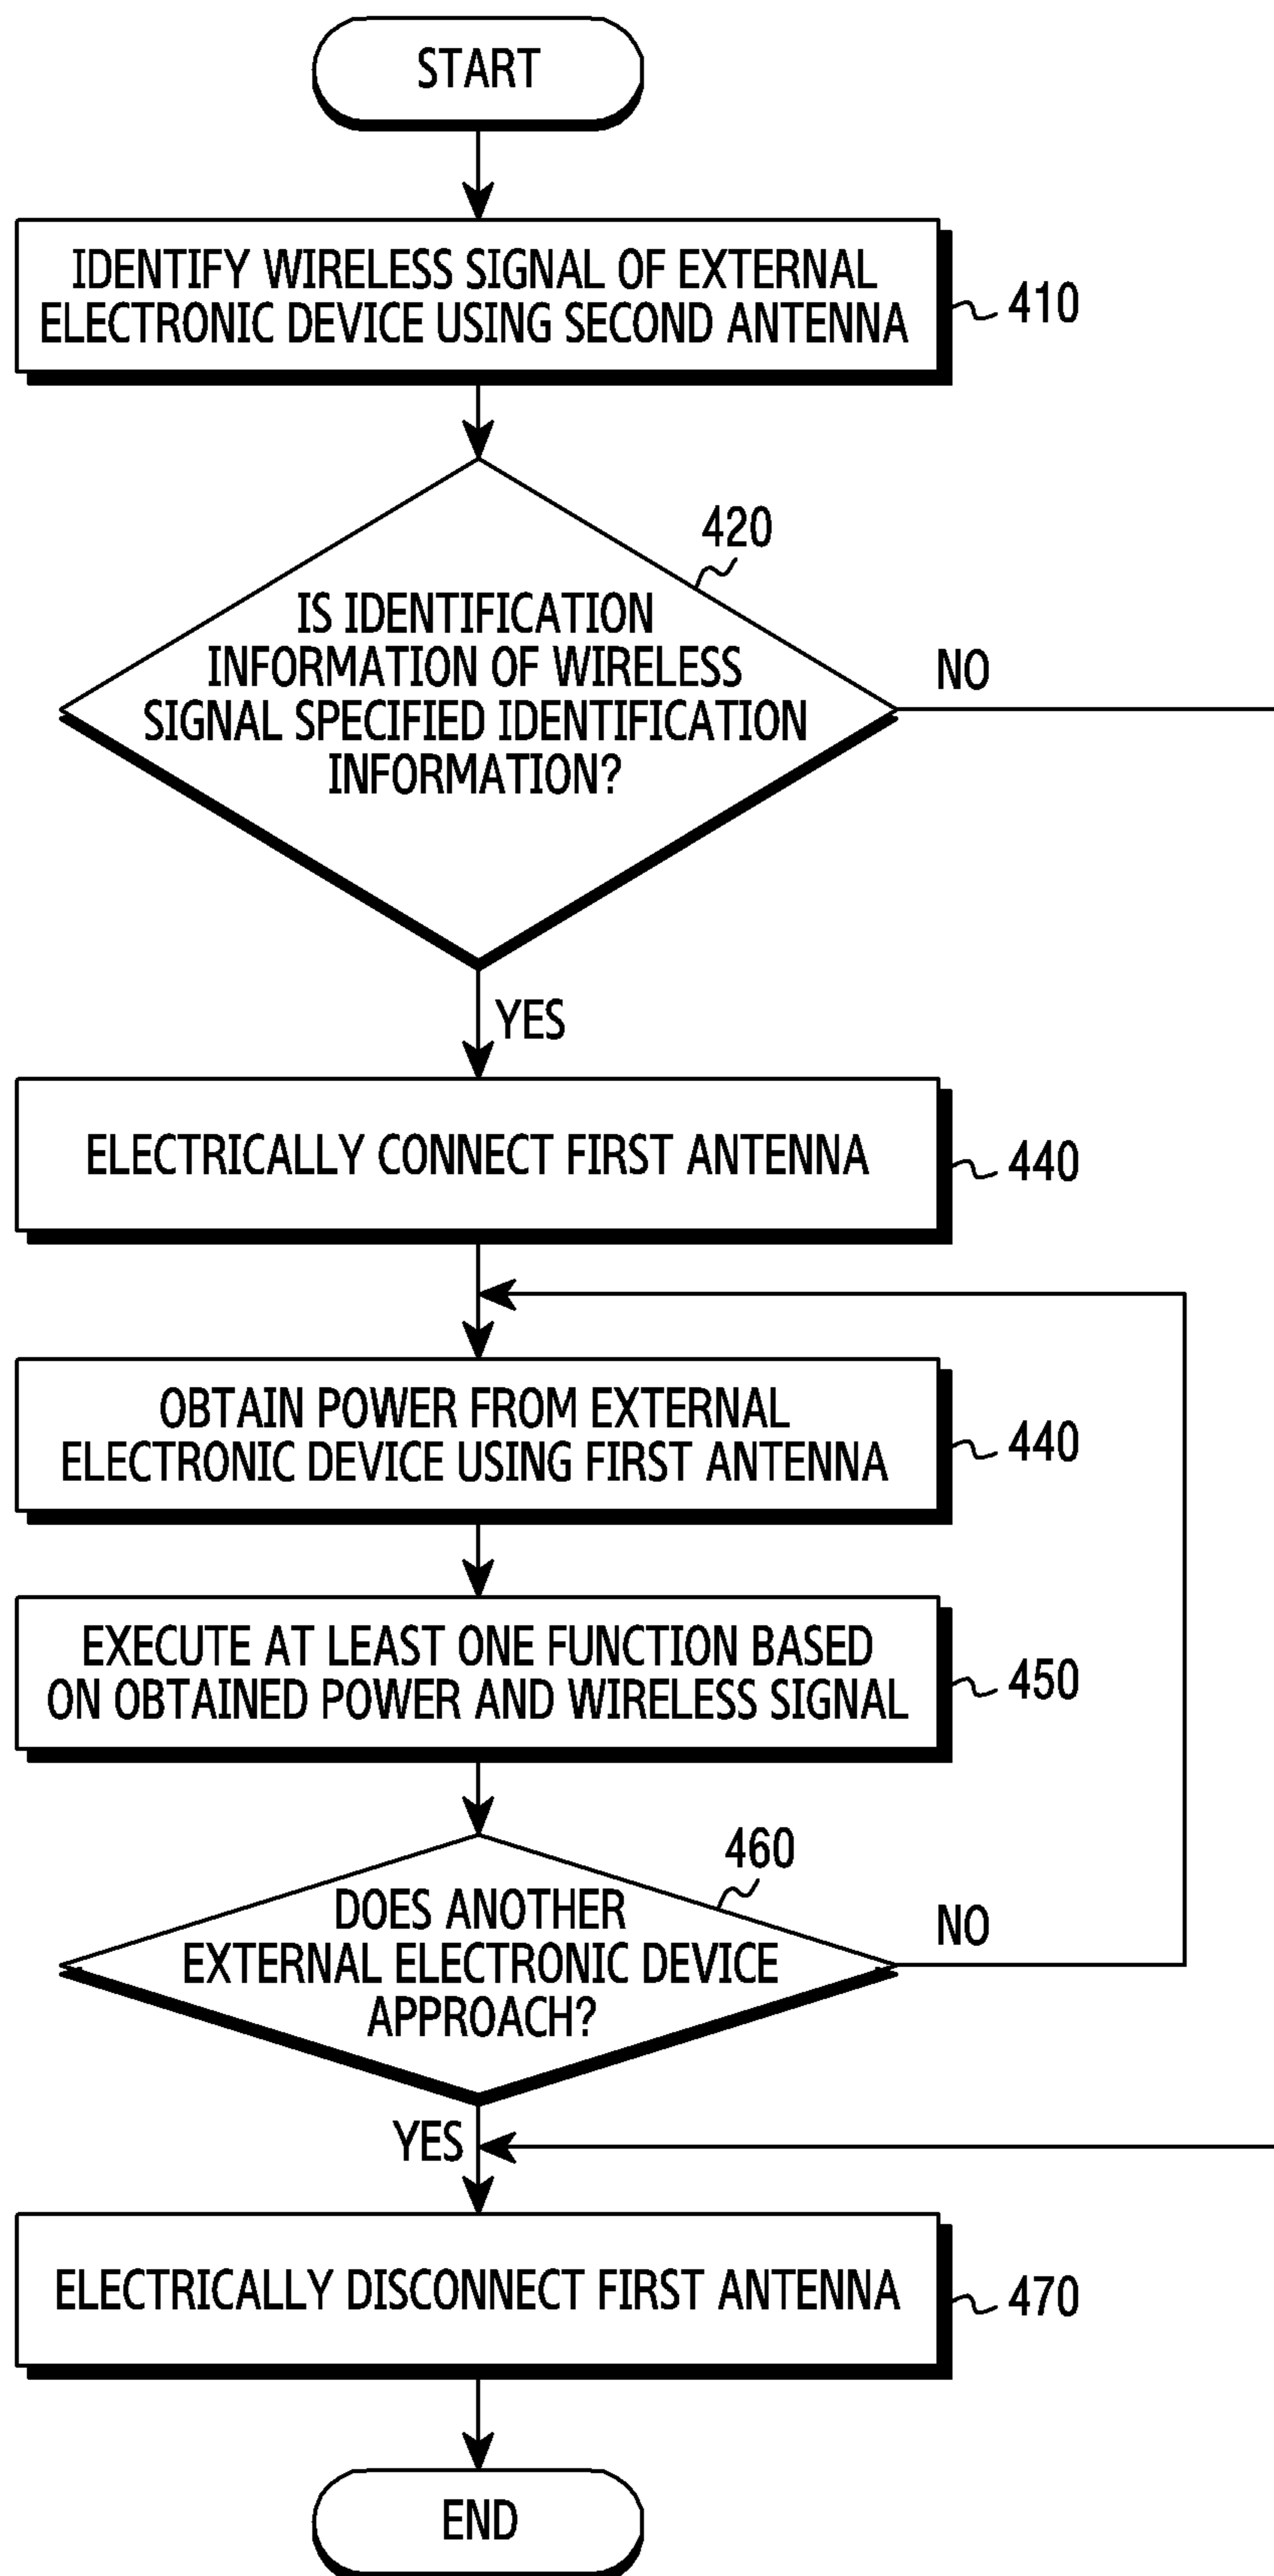 START
IDENTIFY WIRELESS SIGNAL OF EXTERNAL
ELECTRONIC DEVICE USING SECOND ANTENNA
410
420
IS IDENTIFICATION
INFORMATION OF WIRELESS
SIGNAL SPECIFIED IDENTIFICATION
INFORMATION?
NO
YES
ELECTRICALLY CONNECT FIRST ANTENNA
440
OBTAIN POWER FROM EXTERNAL
ELECTRONIC DEVICE USING FIRST ANTENNA
440
EXECUTE AT LEAST ONE FUNCTION BASED
ON OBTAINED POWER AND WIRELESS SIGNAL
450
460
DOES ANOTHER
EXTERNAL ELECTRONIC DEVICE
APPROACH?
NO
YES
ELECTRICALLY DISCONNECT FIRST ANTENNA
470
END